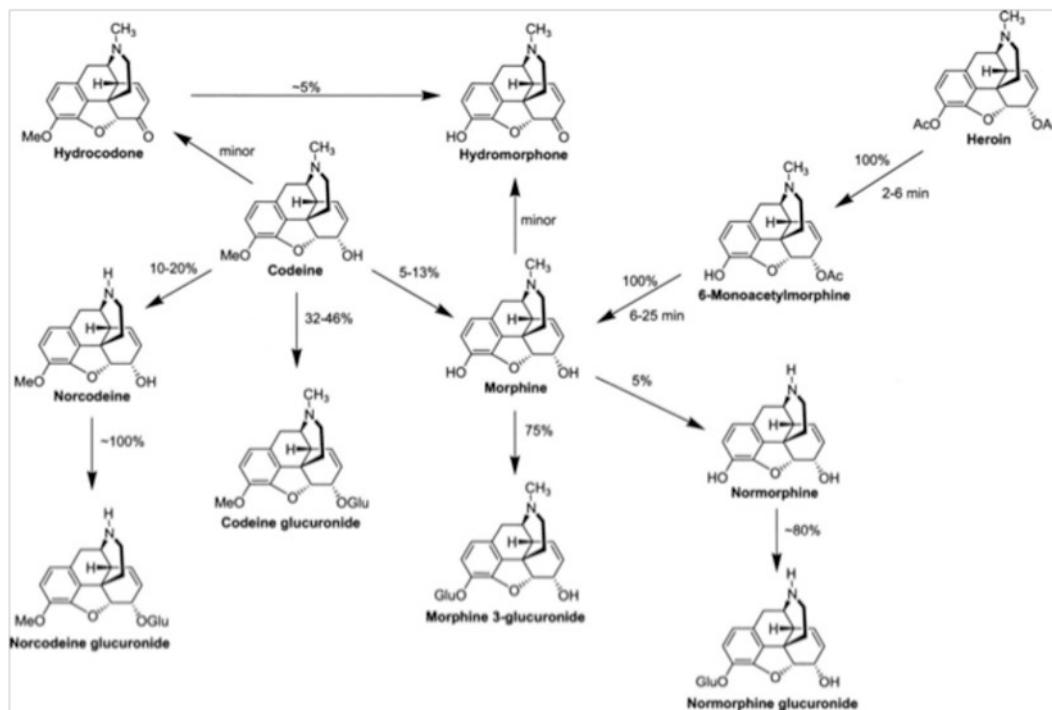 CH₃
N
H
MeO
O
O
Hydrocodone
~5%
CH₃
N
H
HO
O
O
Hydromorphone
CH₃
N
H
AcO
O
OA
Heroin
minor
CH₃
N
H
MeO
O
OH
Codeine
minor
100%
2-6 min
CH₃
N
H
HO
O
OAc
6-Monoacetylmorphine
10-20%
5-13%
32-46%
100%
6-25 min
H
N
H
MeO
O
OH
Norcodeine
CH₃
N
H
HO
O
OH
Morphine
5%
~100%
75%
H
N
H
HO
O
OH
Normorphine
CH₃
N
H
MeO
O
OGlu
Codeine glucuronide
~80%
H
N
H
MeO
O
OGlu
Norcodeine glucuronide
CH₃
N
H
GluO
O
OH
Morphine 3-glucuronide
H
N
H
GluO
O
OH
Normorphine glucuronide